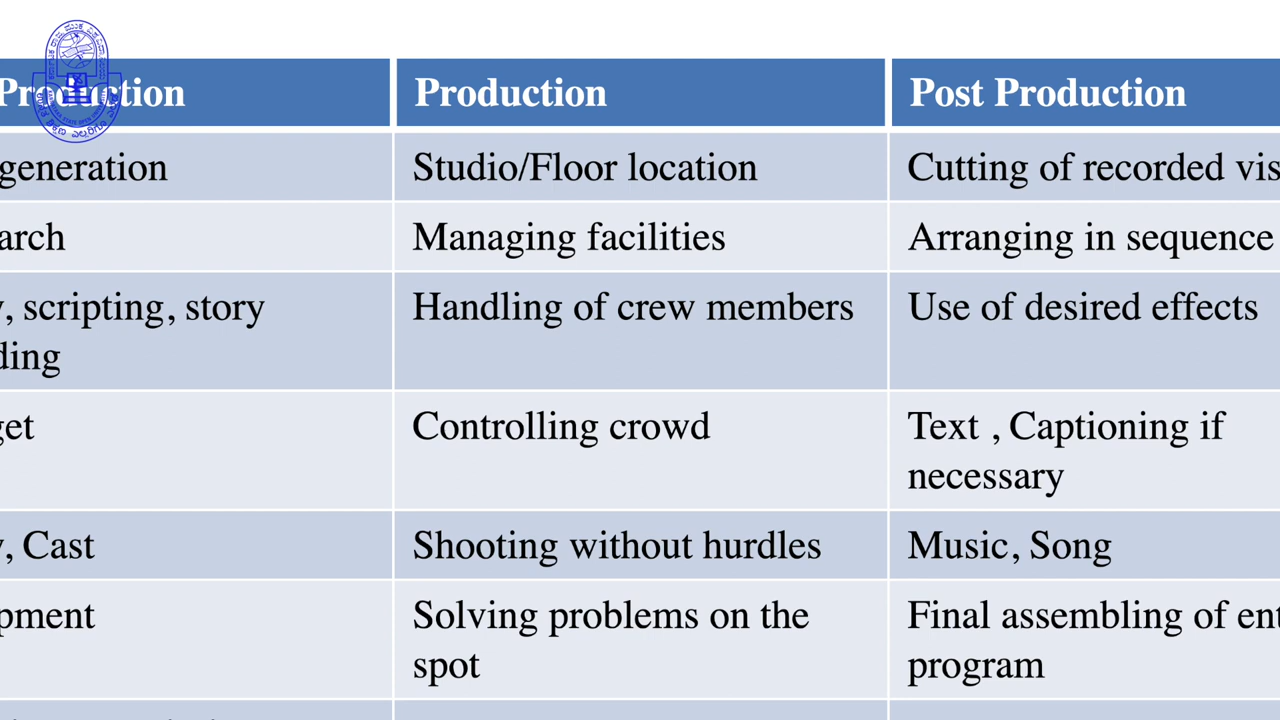 Production
Production
Post Production
generation
Studio/Floor location
Cutting of recorded vis
arch
Managing facilities
Arranging in sequence
, scripting, story
ding
Handling of crew members
Use of desired effects
get
Controlling crowd
Text , Captioning if
necessary
, Cast
Shooting without hurdles
Music, Song
pment
Solving problems on the
spot
Final assembling of ent
program